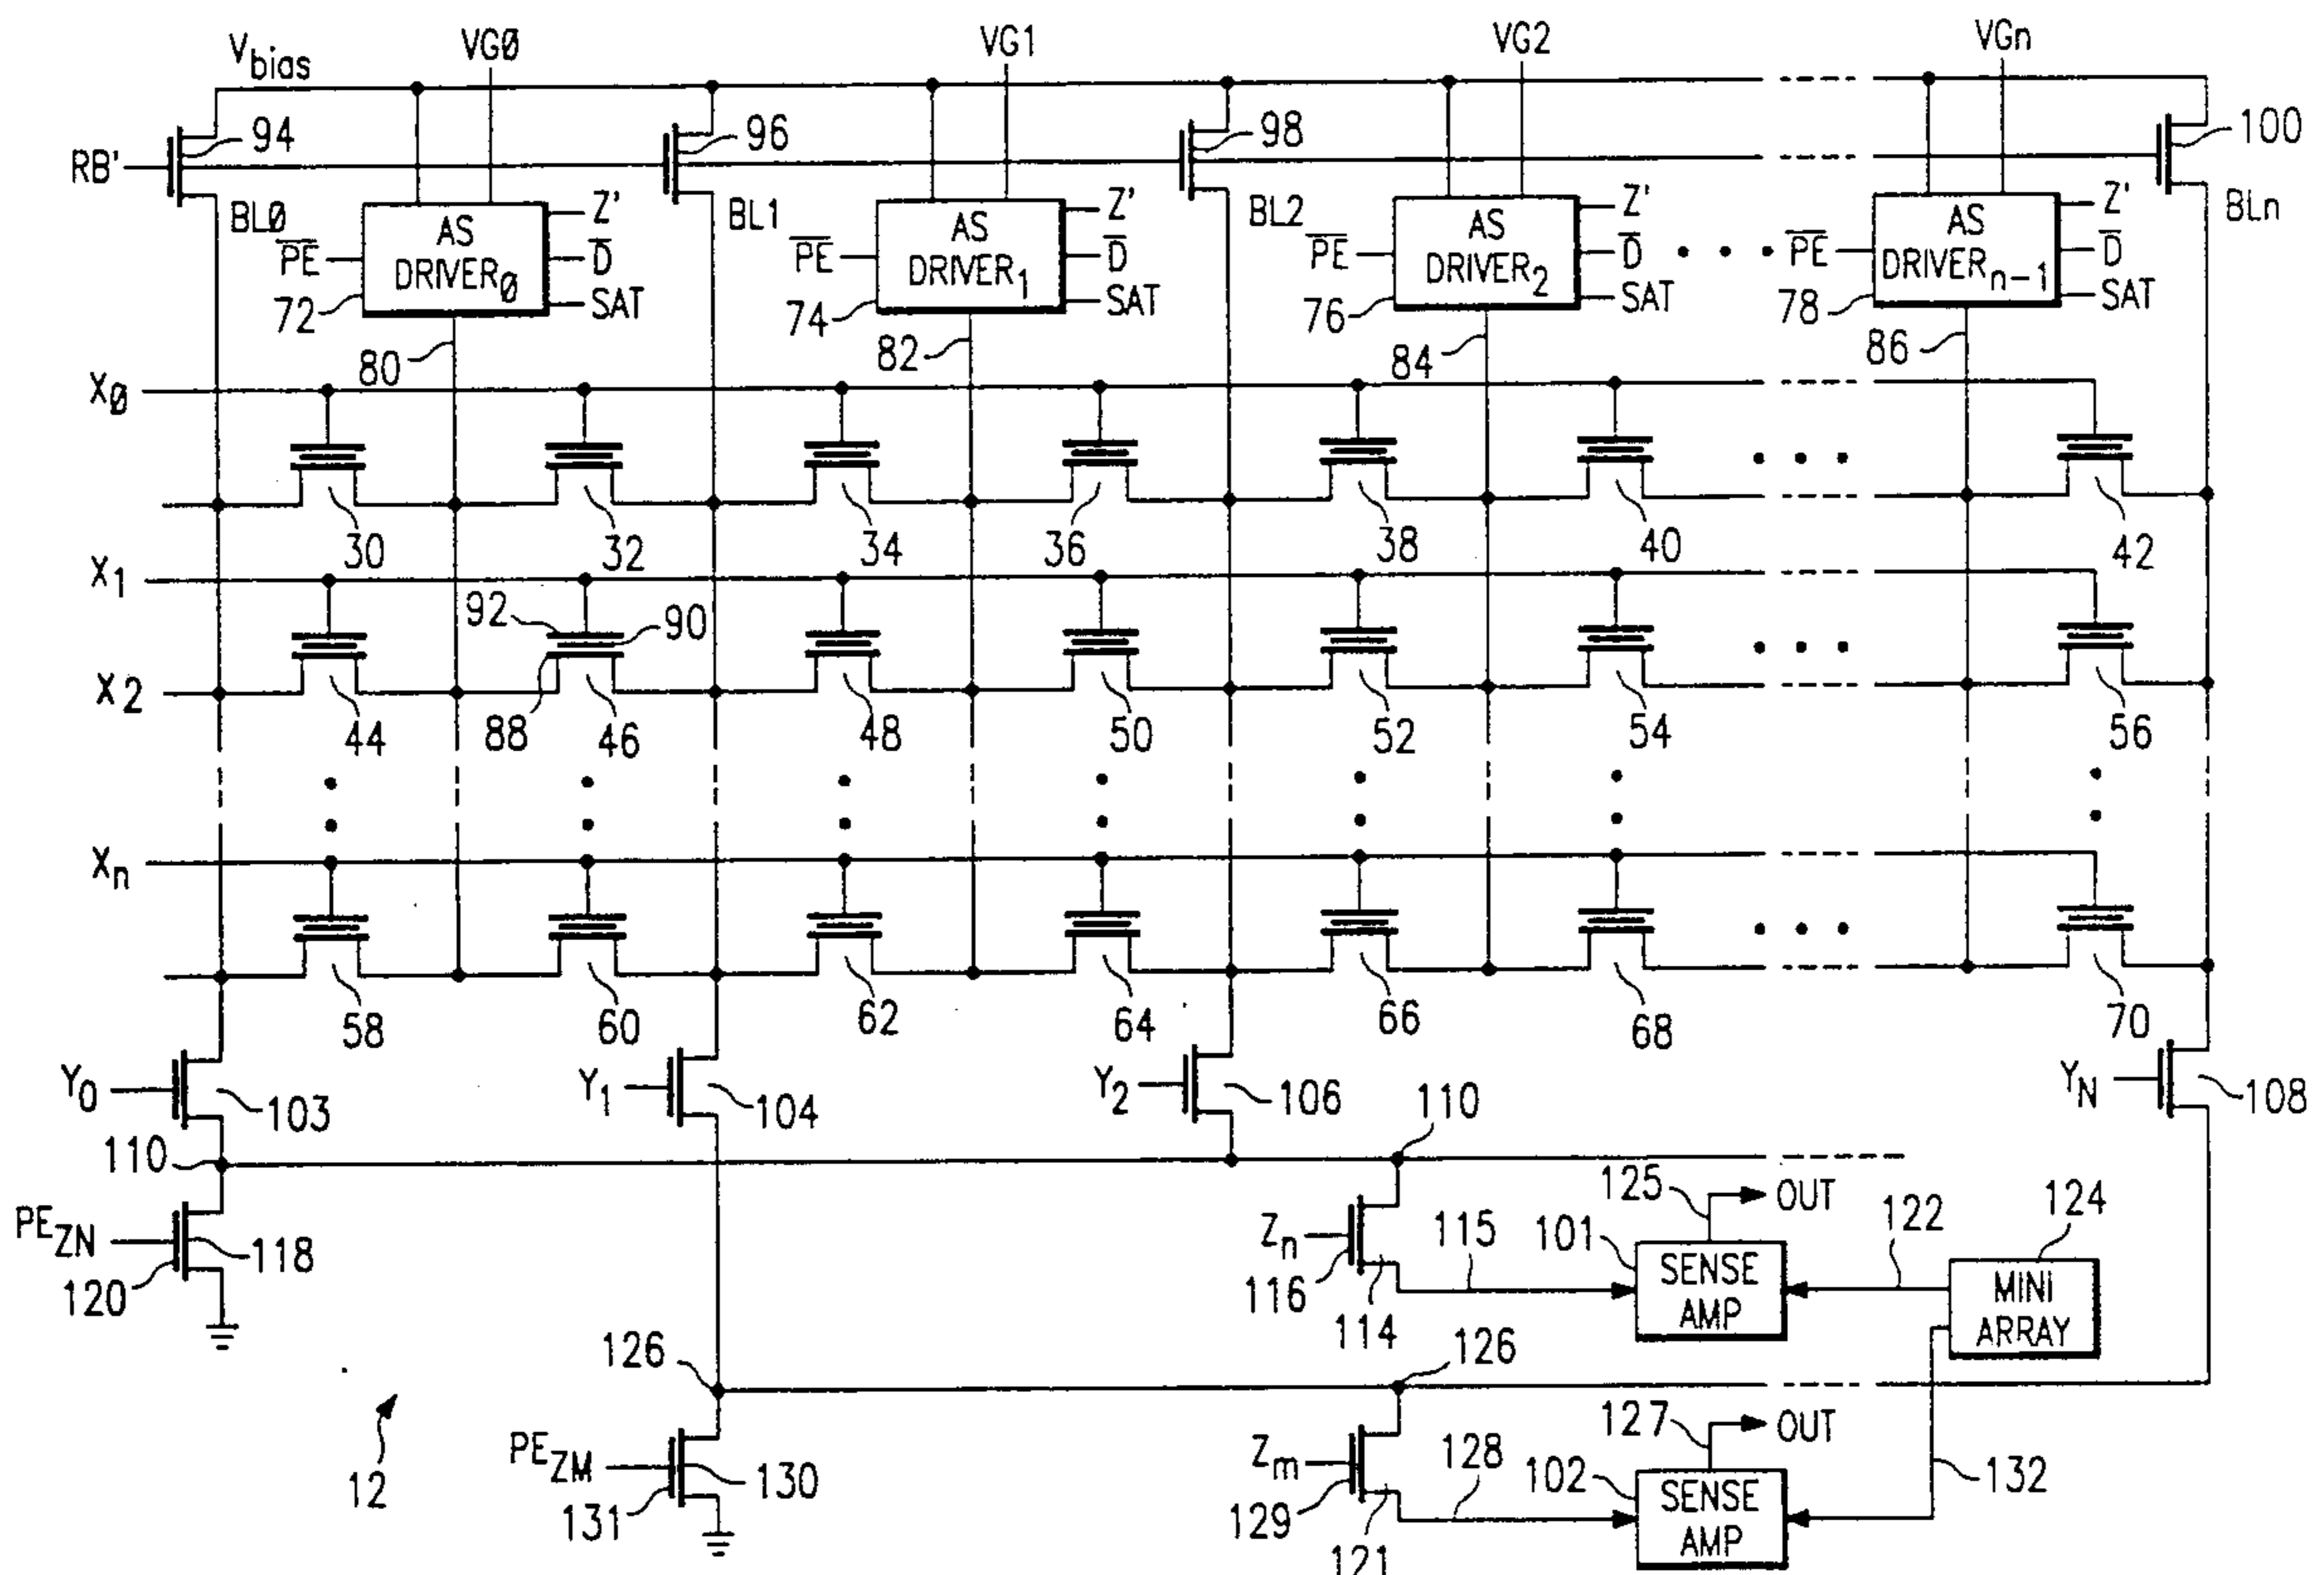 Vbias VGØ VG1 VG2 VGn
RB' 94 96 98 100
BLØ BL1 BL2 BLn
PE AS DRIVERØ Z' D SAT 72
PE AS DRIVER1 Z' D SAT 74
PE AS DRIVER2 Z' D SAT 76
PE AS DRIVERn-1 Z' D SAT 78
80 82 84 86
XØ
30 32 34 36 38 40 42
X1
92 90
X2
44 88 46 48 50 52 54 56
Xn
58 60 62 64 66 68 70
Y0 103 Y1 104 Y2 106 YN 108
110 110
PEZN 118 120
Zn 116 114 115 101 SENSE AMP 125 OUT 122 124 MINI ARRAY
126 126
PEZM 130 131
Zm 129 121 128 102 SENSE AMP 127 OUT 132
12